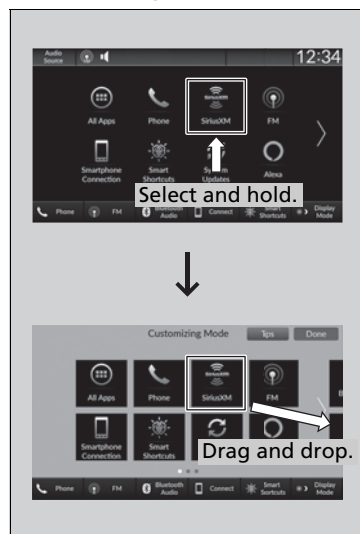 Audio
Source
12:34
All Apps
Phone
SiriusXM
FM
Smartphone
Connection
Smart
Shortcuts
System
Updates
Alexa
Select and hold.
Phone
FM
Bluetooth
Audio
Connect
Smart
Shortcuts
Display
Mode
Customizing Mode
Tips
Done
All Apps
Phone
SiriusXM
FM
Smartphone
Connection
Smart
Shortcuts
Drag and drop.
Phone
FM
Bluetooth
Audio
Connect
Smart
Shortcuts
Display
Mode